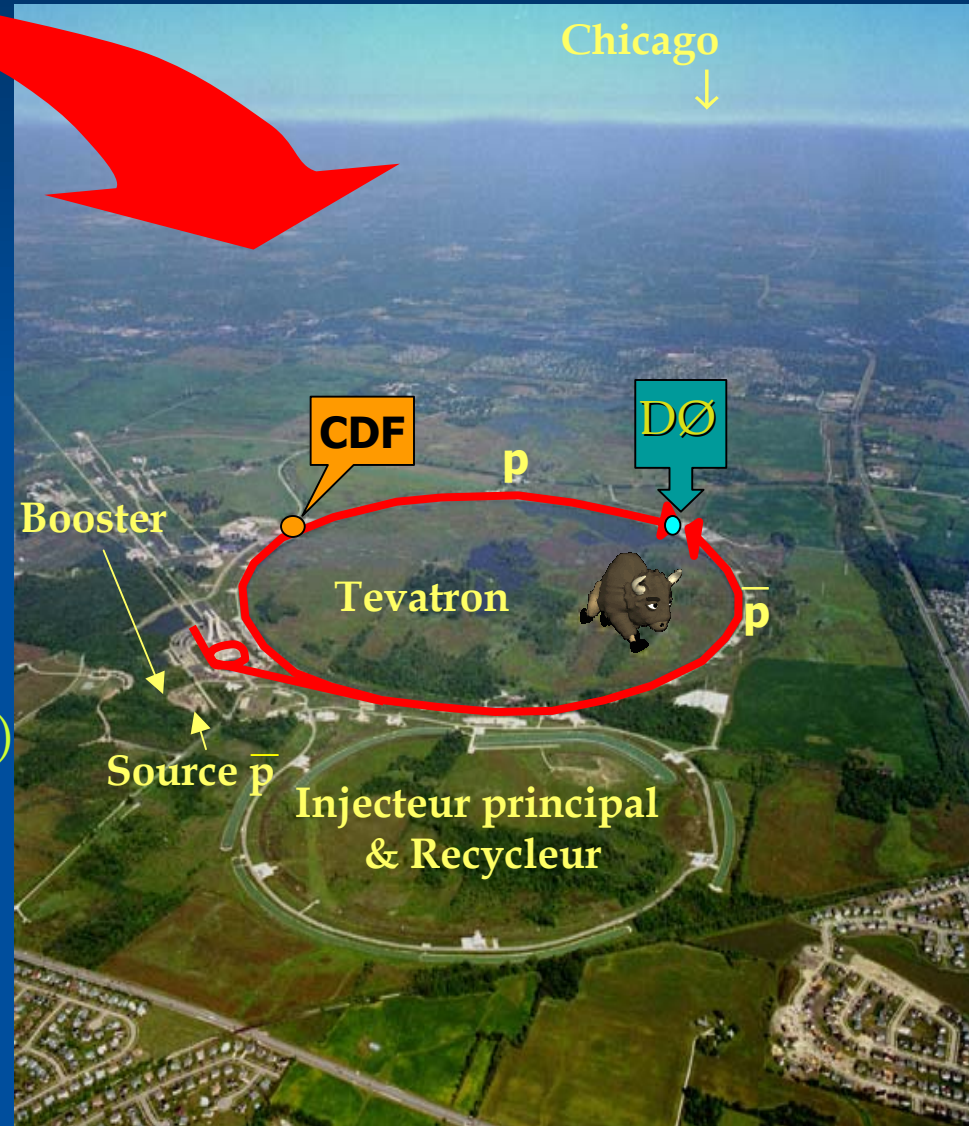 Chicago
↓
CDF
DØ
p
Booster
Tevatron
p̅
)
Source p̅
Injecteur principal
& Recycleur